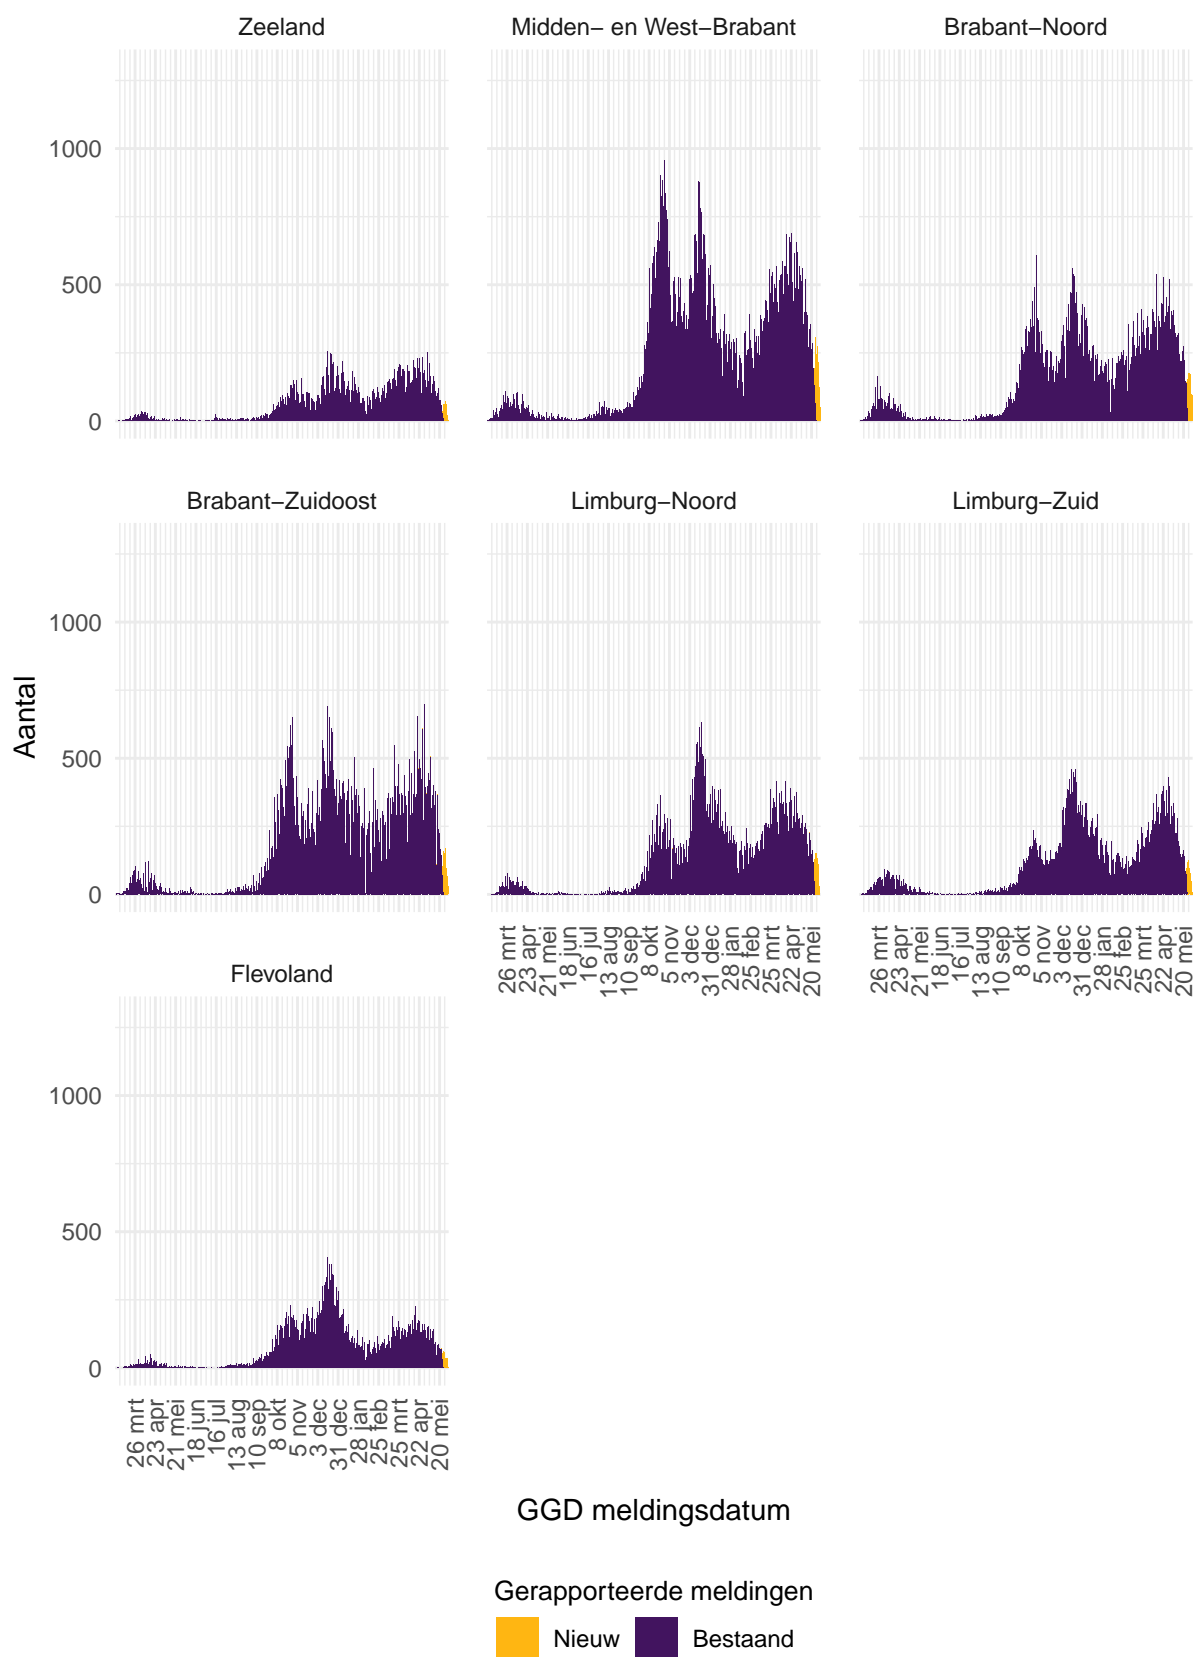 Zeeland
Midden− en West−Brabant
Brabant−Noord
1000
500
0
Brabant−Zuidoost
Limburg−Noord
Limburg−Zuid
1000
500
0
Aantal
26 mrt
23 apr
21 mei
18 jun
16 jul
13 aug
10 sep
8 okt
5 nov
3 dec
31 dec
28 jan
25 feb
25 mrt
22 apr
20 mei
26 mrt
23 apr
21 mei
18 jun
16 jul
13 aug
10 sep
8 okt
5 nov
3 dec
31 dec
28 jan
25 feb
25 mrt
22 apr
20 mei
Flevoland
1000
500
0
26 mrt
23 apr
21 mei
18 jun
16 jul
13 aug
10 sep
8 okt
5 nov
3 dec
31 dec
28 jan
25 feb
25 mrt
22 apr
20 mei
GGD meldingsdatum
Gerapporteerde meldingen
Nieuw
Bestaand